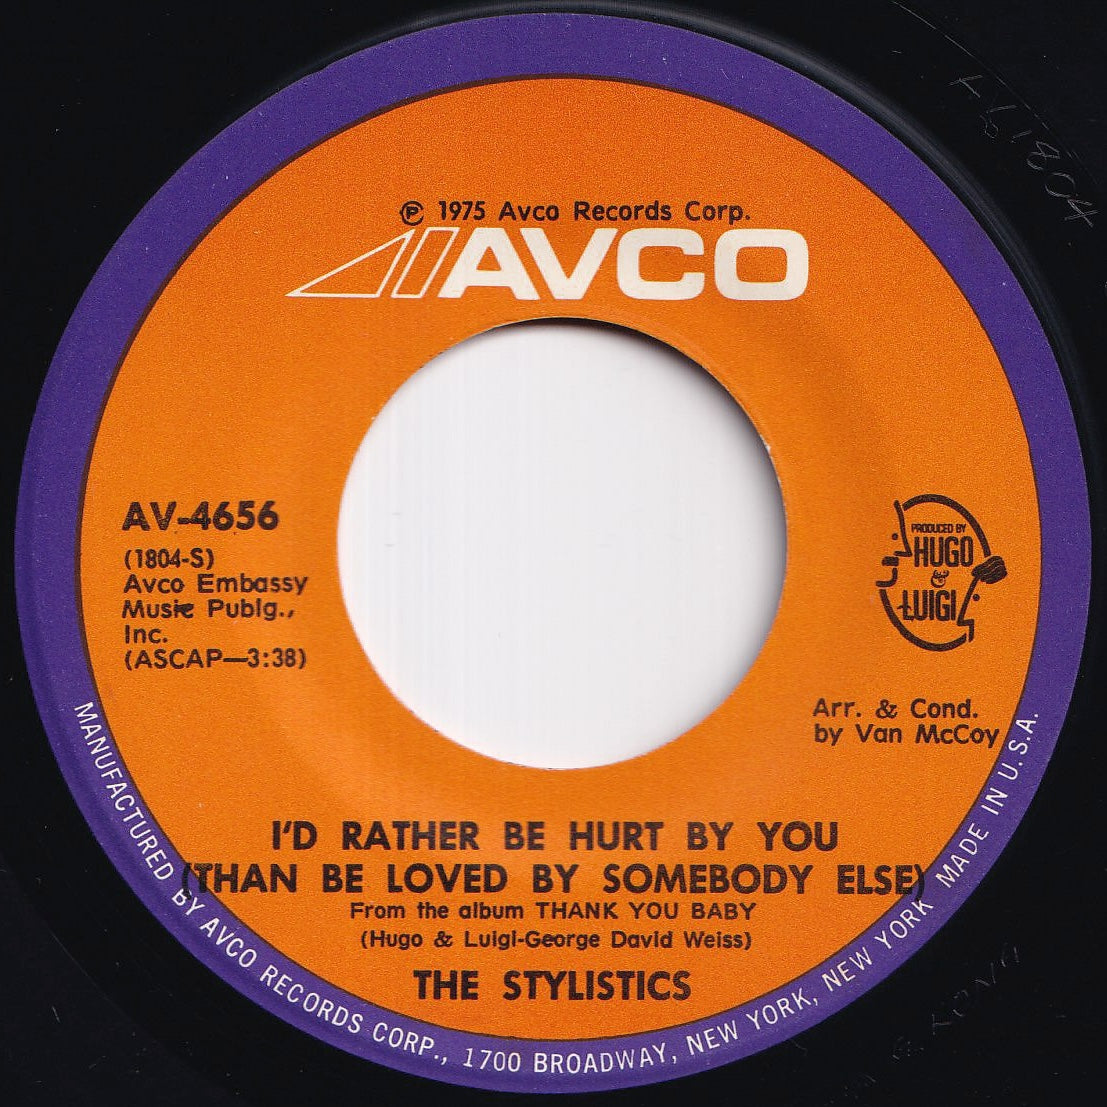 ℗ 1975 Avco Records Corp.
AVCO
AV-4656
(1804-S)
Avco Embassy
Music Publg.,
Inc.
(ASCAP—3:38)
PRODUCED BY
HUGO
&
LUIGI
Arr. & Cond.
by Van McCoy
I'D RATHER BE HURT BY YOU
(THAN BE LOVED BY SOMEBODY ELSE)
From the album THANK YOU BABY
(Hugo & Luigi-George David Weiss)
THE STYLISTICS
MANUFACTURED BY AVCO RECORDS CORP., 1700 BROADWAY, NEW YORK, NEW YORK MADE IN U.S.A.